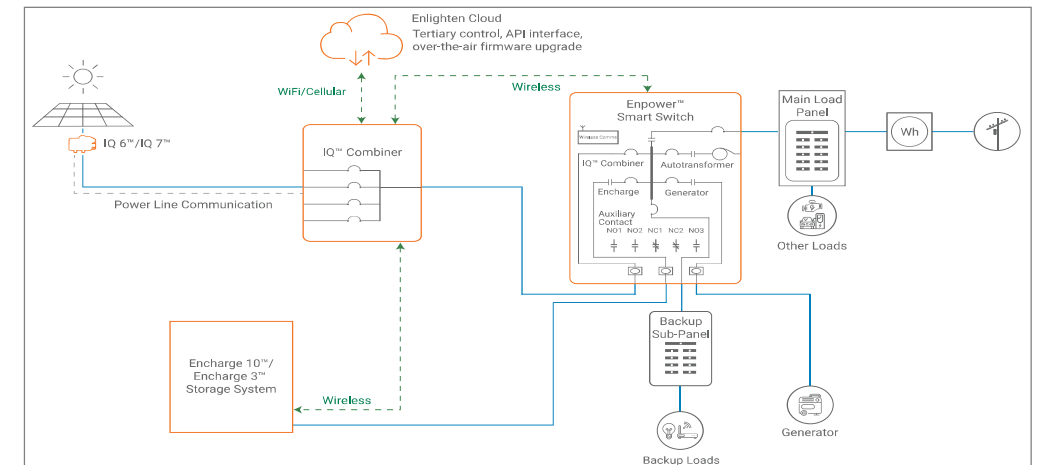 Enlighten Cloud
Tertiary control, API interface,
over-the-air firmware upgrade
WiFi/Cellular
Wireless
IQ 6™/IQ 7™
Power Line Communication
IQ™ Combiner
Enpower™
Smart Switch
Wireless Comms
IQ™ Combiner
Autotransformer
Encharge
Generator
Auxiliary
Contact
NO1 NO2 NC1 NC2 NO3
Main Load
Panel
Wh
Other Loads
Encharge 10™/
Encharge 3™
Storage System
Wireless
Backup
Sub-Panel
Backup Loads
Generator